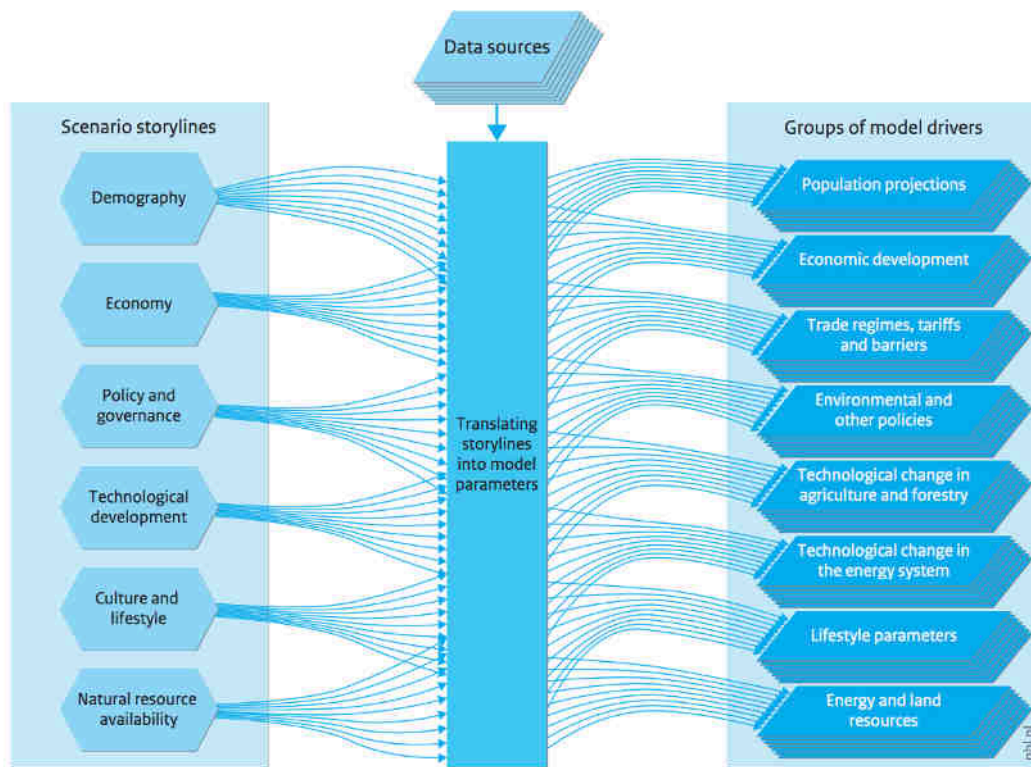 Data sources
Scenario storylines
Demography
Economy
Policy and
governance
Technological
development
Culture and
lifestyle
Natural resource
availability
Translating
storylines
into model
parameters
Groups of model drivers
Population projections
Economic development
Trade regimes, tariffs
and barriers
Environmental and
other policies
Technological change in
agriculture and forestry
Technological change in
the energy system
Lifestyle parameters
Energy and land
resources
pbl.nl